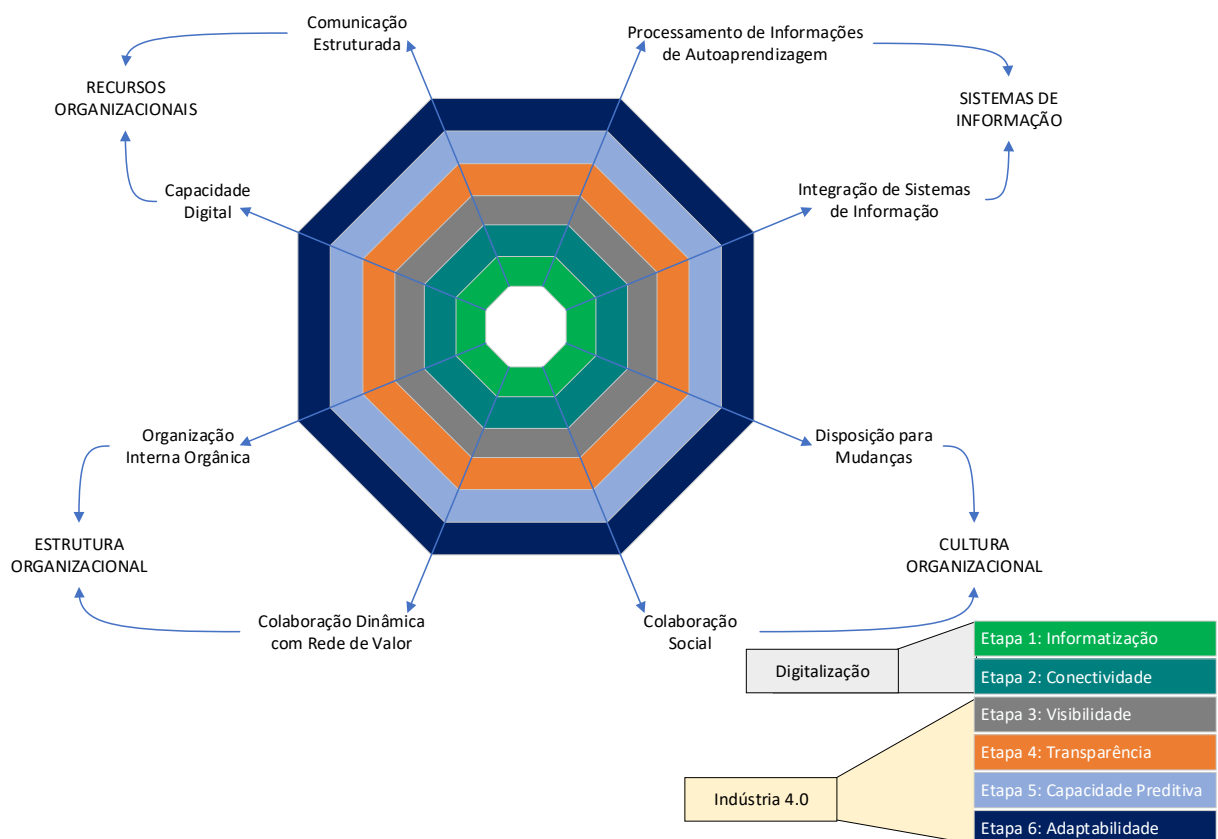 Comunicação
Estruturada
Processamento de Informações
de Autoaprendizagem
RECURSOS
ORGANIZACIONAIS
SISTEMAS DE
INFORMAÇÃO
Capacidade
Digital
Integração de Sistemas
de Informação
Organização
Interna Orgânica
Disposição para
Mudanças
ESTRUTURA
ORGANIZACIONAL
CULTURA
ORGANIZACIONAL
Colaboração Dinâmica
com Rede de Valor
Colaboração
Social
Digitalização
Etapa 1: Informatização
Etapa 2: Conectividade
Etapa 3: Visibilidade
Etapa 4: Transparência
Indústria 4.0
Etapa 5: Capacidade Preditiva
Etapa 6: Adaptabilidade